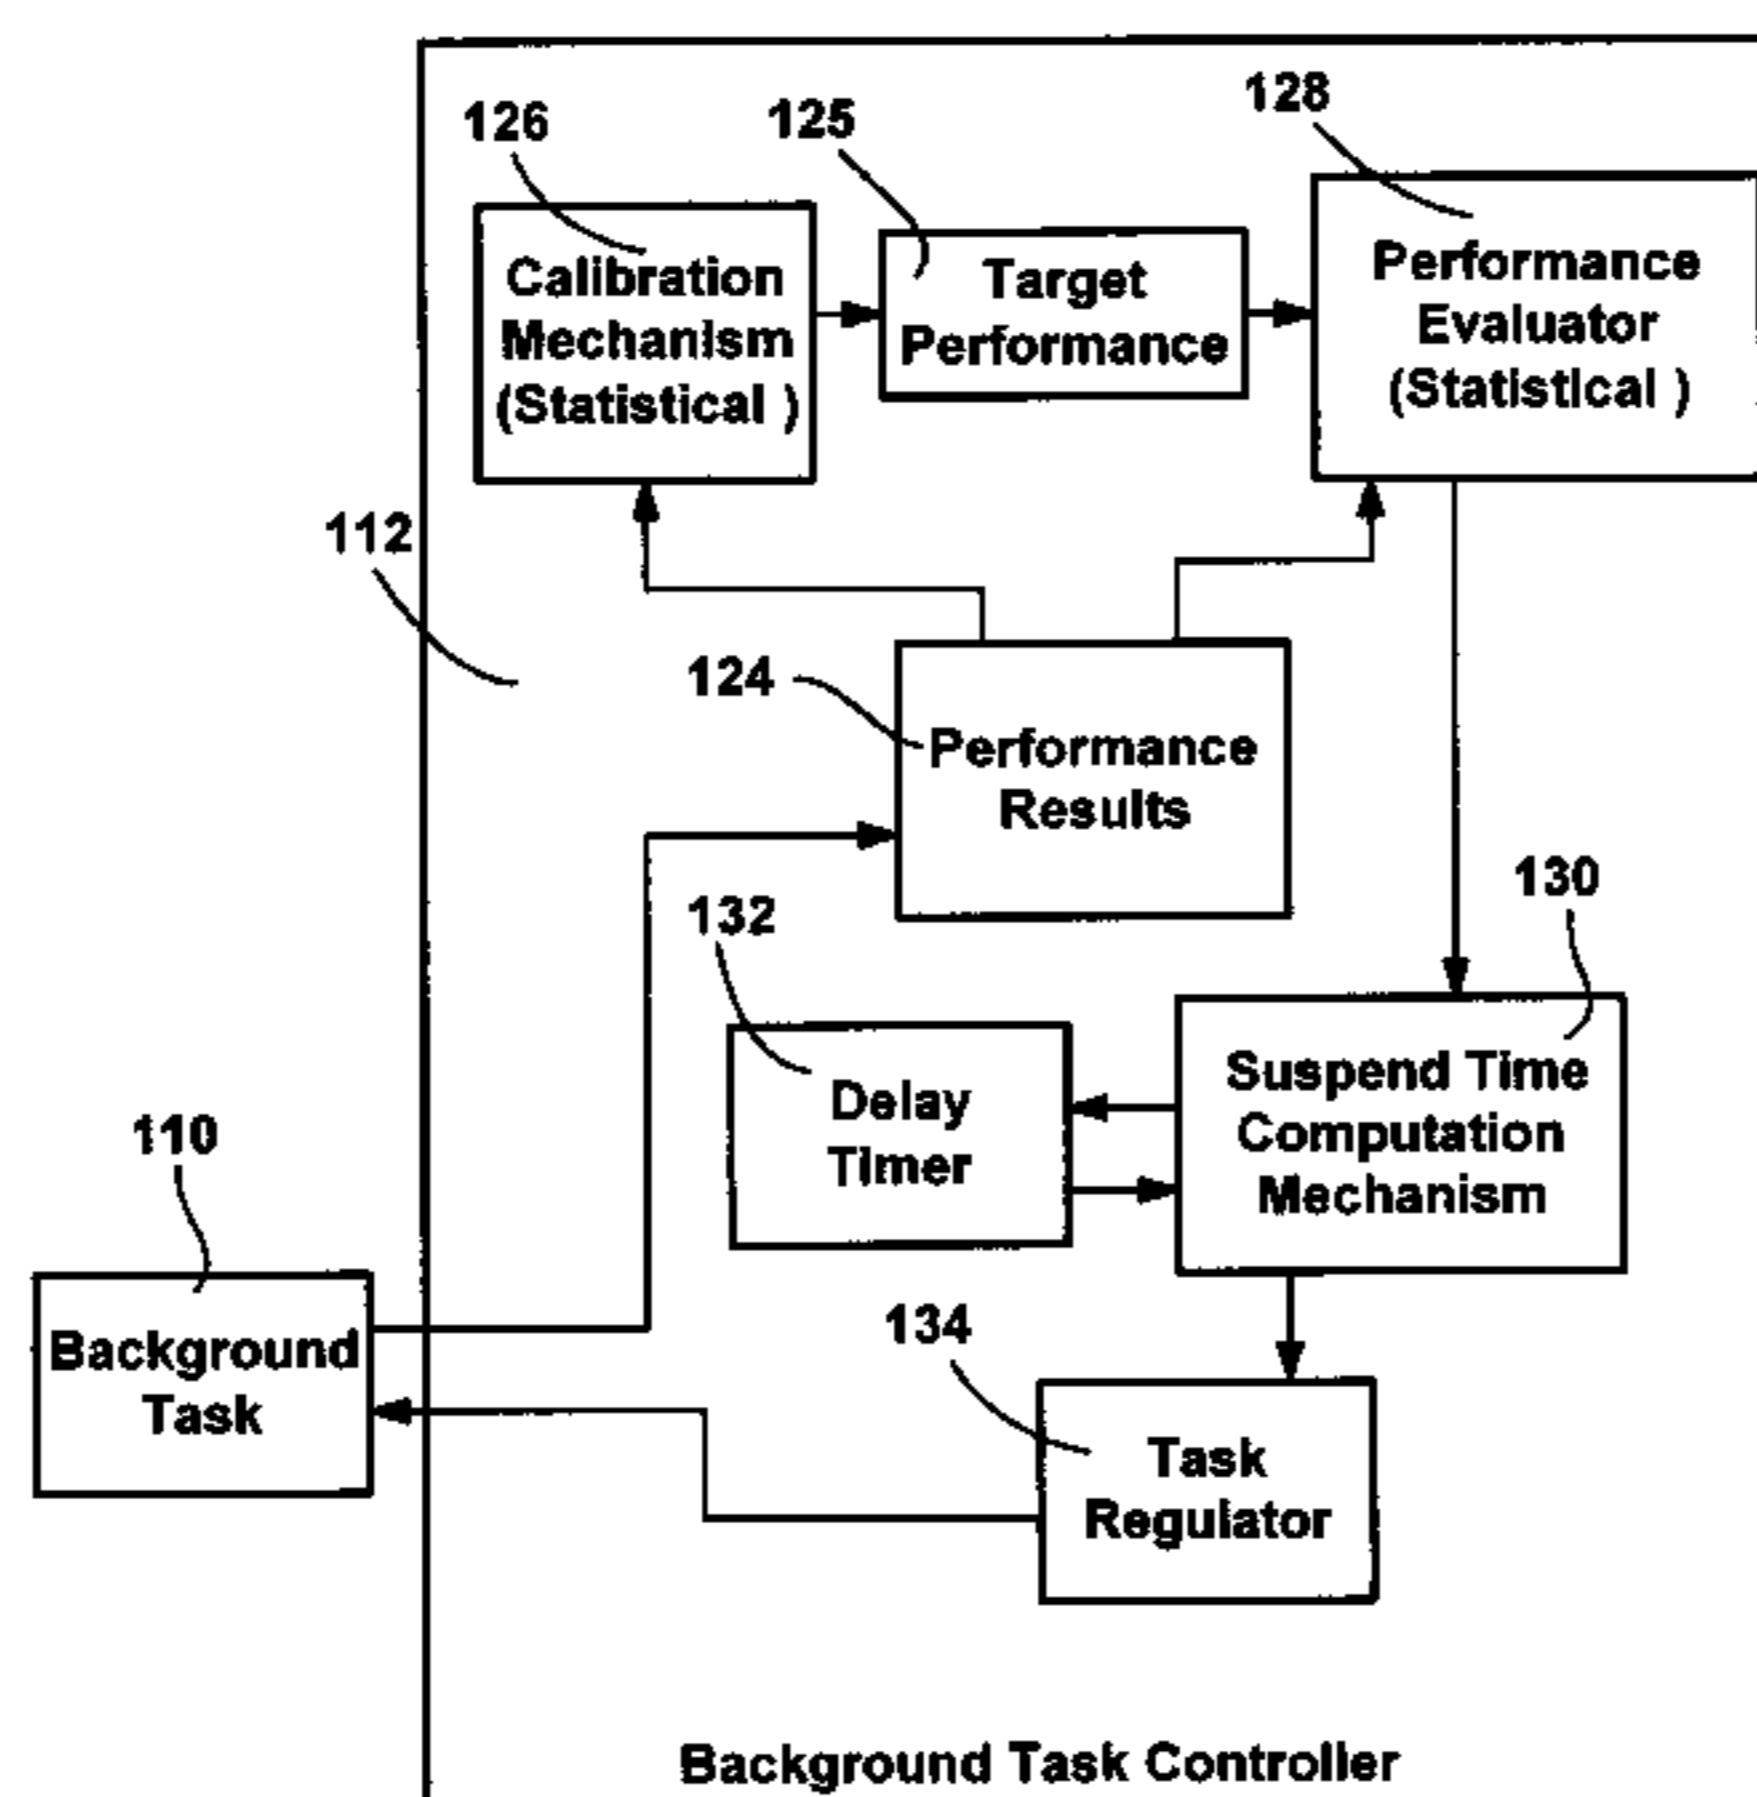 126
125
128
Calibration
Mechanism
(Statistical )
Target
Performance
Performance
Evaluator
(Statistical )
112
124
Performance
Results
132
130
Delay
Timer
Suspend Time
Computation
Mechanism
110
Background
Task
134
Task
Regulator
Background Task Controller